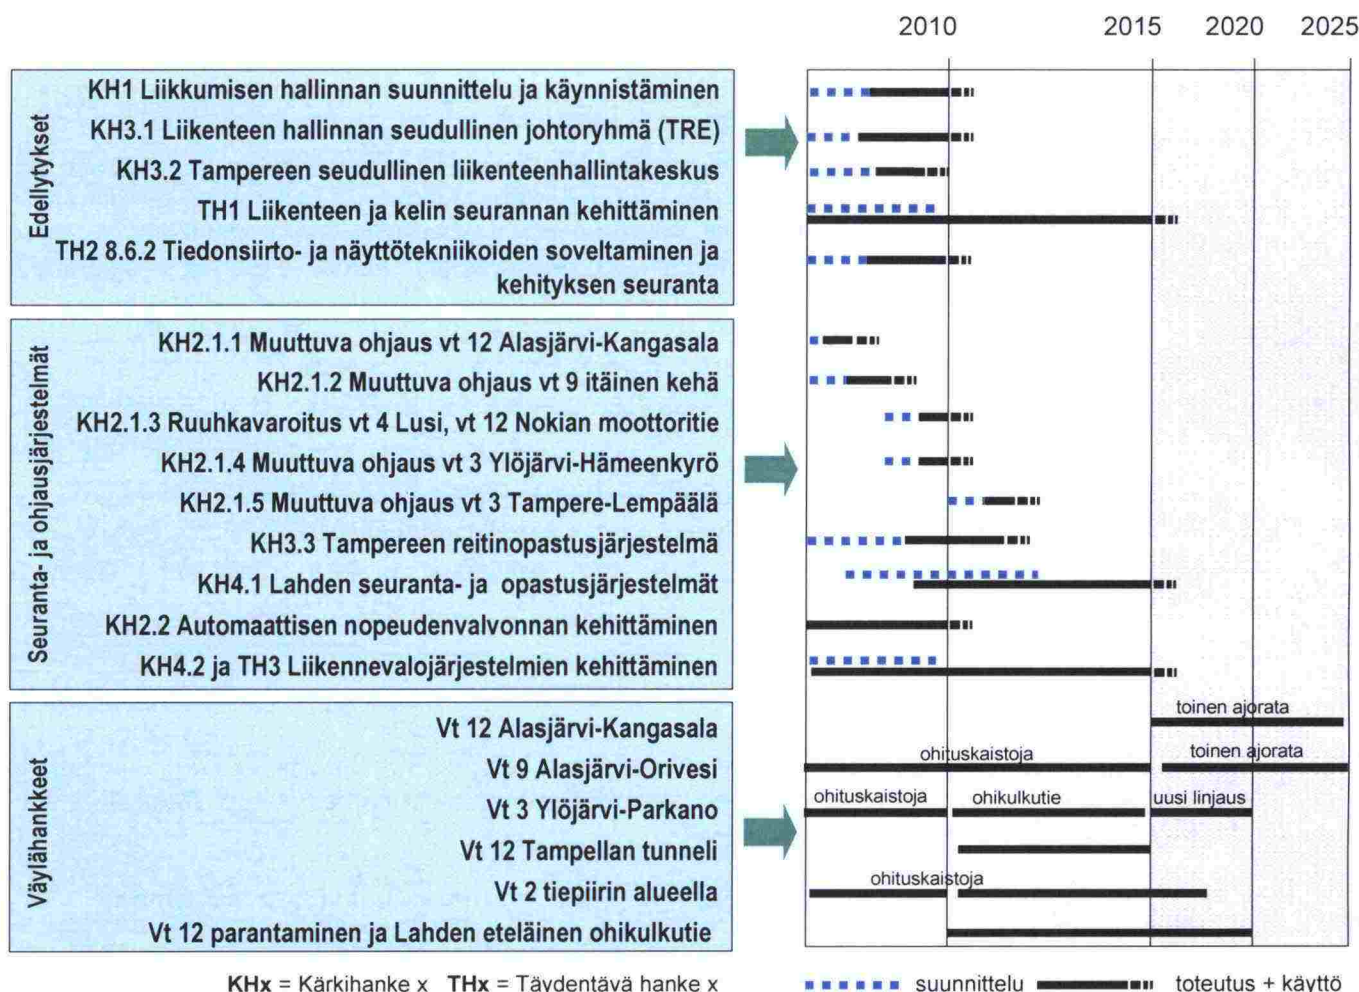 2010 2015 2020 2025
Edellytykset
KH1 Liikkumisen hallinnan suunnittelu ja käynnistäminen
KH3.1 Liikenteen hallinnan seudullinen johtoryhmä (TRE)
KH3.2 Tampereen seudullinen liikenteenhallintakeskus
TH1 Liikenteen ja kelin seurannan kehittäminen
TH2 8.6.2 Tiedonsiirto- ja näyttötekniikoiden soveltaminen ja
kehityksen seuranta
Seuranta- ja ohjausjärjestelmät
KH2.1.1 Muuttuva ohjaus vt 12 Alasjärvi-Kangasala
KH2.1.2 Muuttuva ohjaus vt 9 itäinen kehä
KH2.1.3 Ruuhkavaroitus vt 4 Lusi, vt 12 Nokian moottoritie
KH2.1.4 Muuttuva ohjaus vt 3 Ylöjärvi-Hämeenkyrö
KH2.1.5 Muuttuva ohjaus vt 3 Tampere-Lempäälä
KH3.3 Tampereen reitinopastusjärjestelmä
KH4.1 Lahden seuranta- ja opastusjärjestelmät
KH2.2 Automaattisen nopeudenvalvonnan kehittäminen
KH4.2 ja TH3 Liikennevalojärjestelmien kehittäminen
Väylähankkeet
Vt 12 Alasjärvi-Kangasala
toinen ajorata
Vt 9 Alasjärvi-Orivesi
ohituskaistoja toinen ajorata
Vt 3 Ylöjärvi-Parkano
ohituskaistoja ohikulkutie uusi linjaus
Vt 12 Tampellan tunneli
Vt 2 tiepiirin alueella
ohituskaistoja
Vt 12 parantaminen ja Lahden eteläinen ohikulkutie
KHx = Kärkihanke x THx = Täydentävä hanke x
suunnittelu toteutus + käyttö